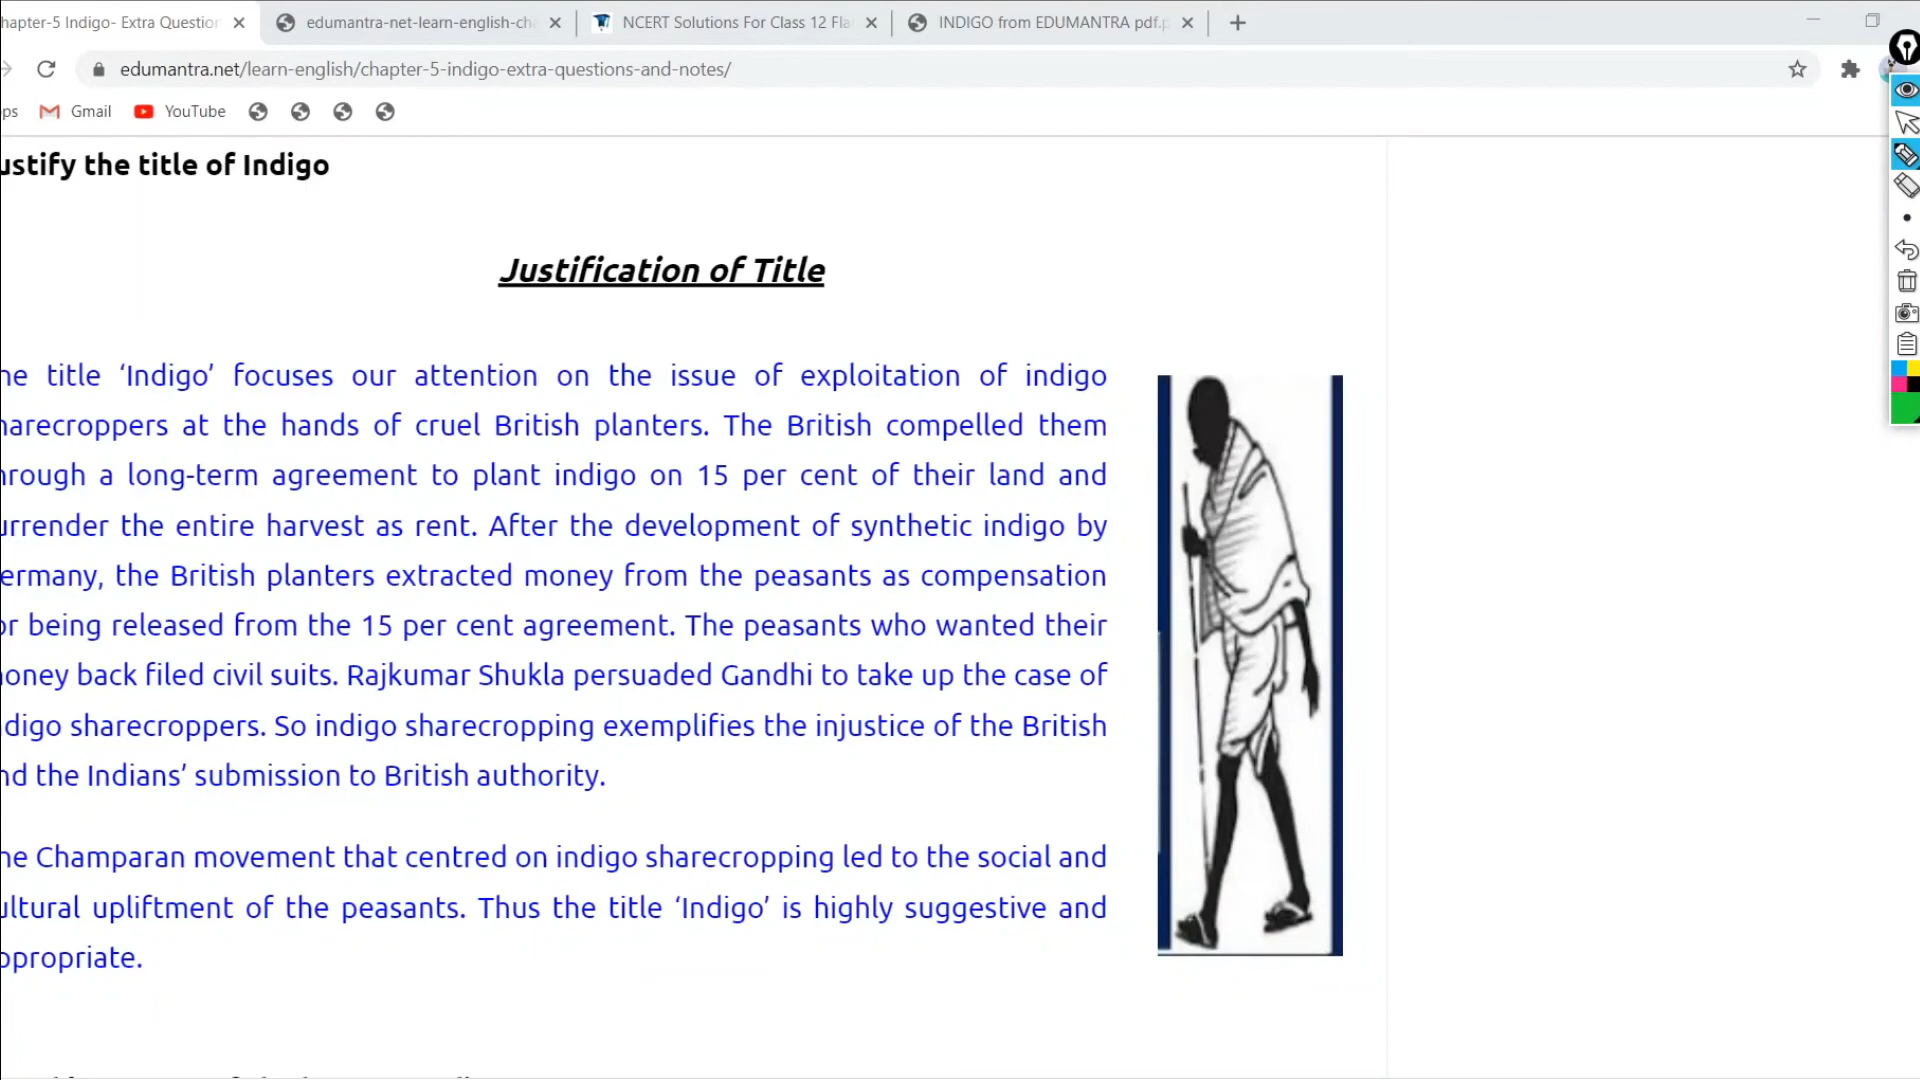 hapter-5 Indigo- Extra Question
edumantra-net-learn-english-ch
NCERT Solutions For Class 12 Fla
INDIGO from EDUMANTRA pdf.p
edumantra.net/learn-english/chapter-5-indigo-extra-questions-and-notes/
ps Gmail YouTube
ustify the title of Indigo
Justification of Title
he title ‘Indigo’ focuses our attention on the issue of exploitation of indigo
harecroppers at the hands of cruel British planters. The British compelled them
hrough a long-term agreement to plant indigo on 15 per cent of their land and
urrender the entire harvest as rent. After the development of synthetic indigo by
ermany, the British planters extracted money from the peasants as compensation
or being released from the 15 per cent agreement. The peasants who wanted their
oney back filed civil suits. Rajkumar Shukla persuaded Gandhi to take up the case of
digo sharecroppers. So indigo sharecropping exemplifies the injustice of the British
nd the Indians’ submission to British authority.
he Champaran movement that centred on indigo sharecropping led to the social and
ultural upliftment of the peasants. Thus the title ‘Indigo’ is highly suggestive and
ppropriate.